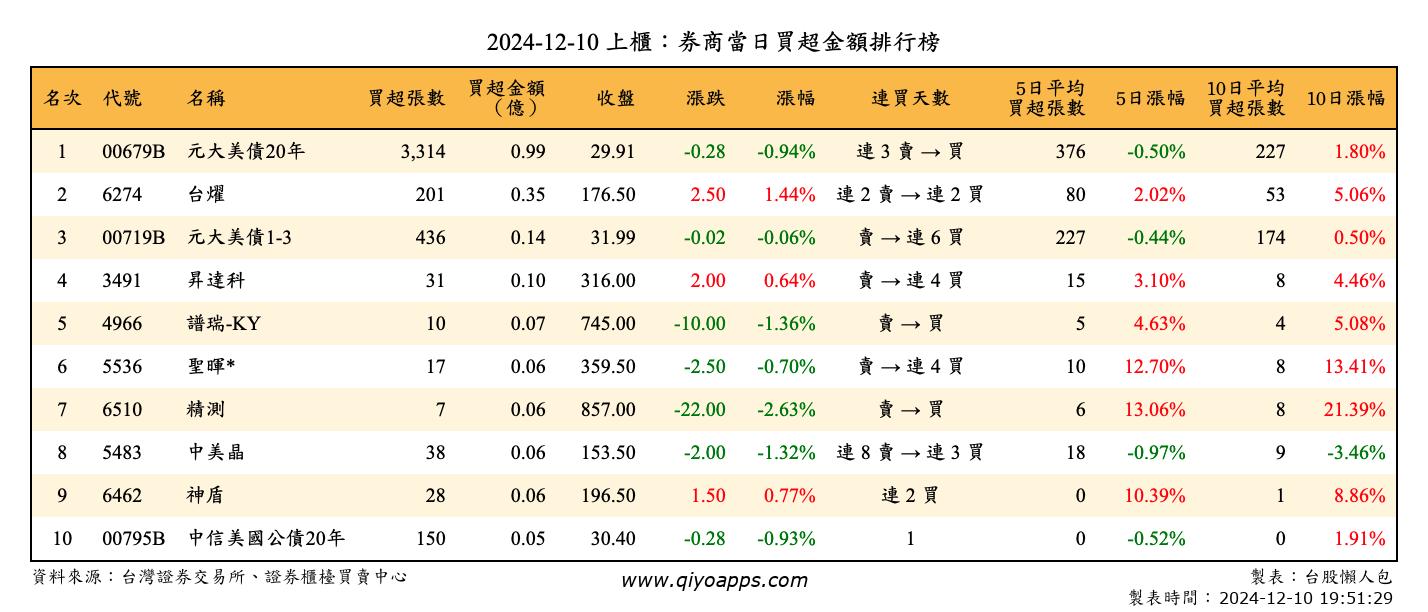 2024-12-10 上櫃：券商當日買超金額排行榜
名次 代號 名稱 買超張數 買超金額（億） 收盤 漲跌 漲幅 連買天數 5日平均買超張數 5日漲幅 10日平均買超張數 10日漲幅
1 00679B 元大美債20年 3,314 0.99 29.91 -0.28 -0.94% 連 3 賣 → 買 376 -0.50% 227 1.80%
2 6274 台燿 201 0.35 176.50 2.50 1.44% 連 2 賣 → 連 2 買 80 2.02% 53 5.06%
3 00719B 元大美債1-3 436 0.14 31.99 -0.02 -0.06% 賣 → 連 6 買 227 -0.44% 174 0.50%
4 3491 昇達科 31 0.10 316.00 2.00 0.64% 賣 → 連 4 買 15 3.10% 8 4.46%
5 4966 譜瑞-KY 10 0.07 745.00 -10.00 -1.36% 賣 → 買 5 4.63% 4 5.08%
6 5536 聖暉* 17 0.06 359.50 -2.50 -0.70% 賣 → 連 4 買 10 12.70% 8 13.41%
7 6510 精測 7 0.06 857.00 -22.00 -2.63% 賣 → 買 6 13.06% 8 21.39%
8 5483 中美晶 38 0.06 153.50 -2.00 -1.32% 連 8 賣 → 連 3 買 18 -0.97% 9 -3.46%
9 6462 神盾 28 0.06 196.50 1.50 0.77% 連 2 買 0 10.39% 1 8.86%
10 00795B 中信美國公債20年 150 0.05 30.40 -0.28 -0.93% 1 0 -0.52% 0 1.91%
資料來源：台灣證券交易所、證券櫃檯買賣中心 www.qiyoapps.com 製表：台股懶人包
製表時間：2024-12-10 19:51:29